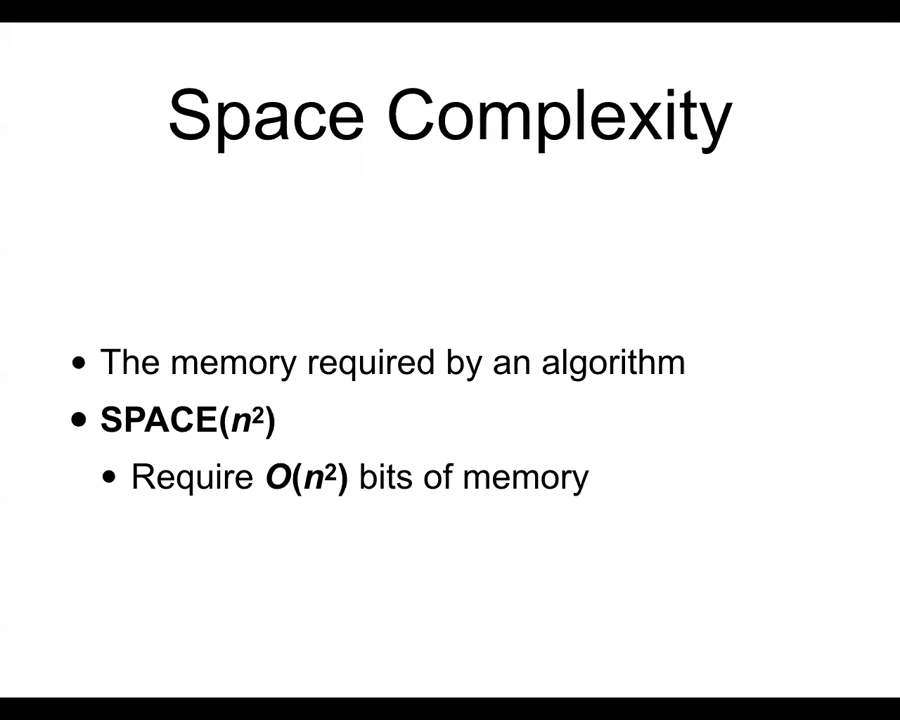 Space Complexity
• The memory required by an algorithm
• SPACE(n²)
• Require O(n²) bits of memory